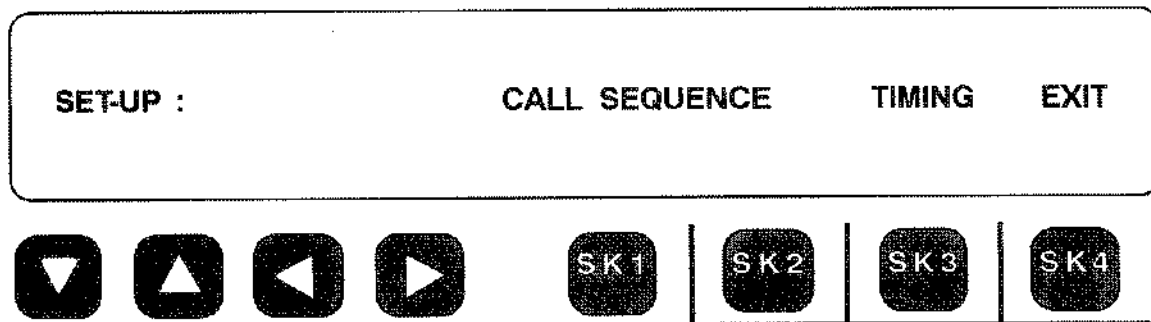 SET-UP : CALL SEQUENCE TIMING EXIT
SK1 SK2 SK3 SK4